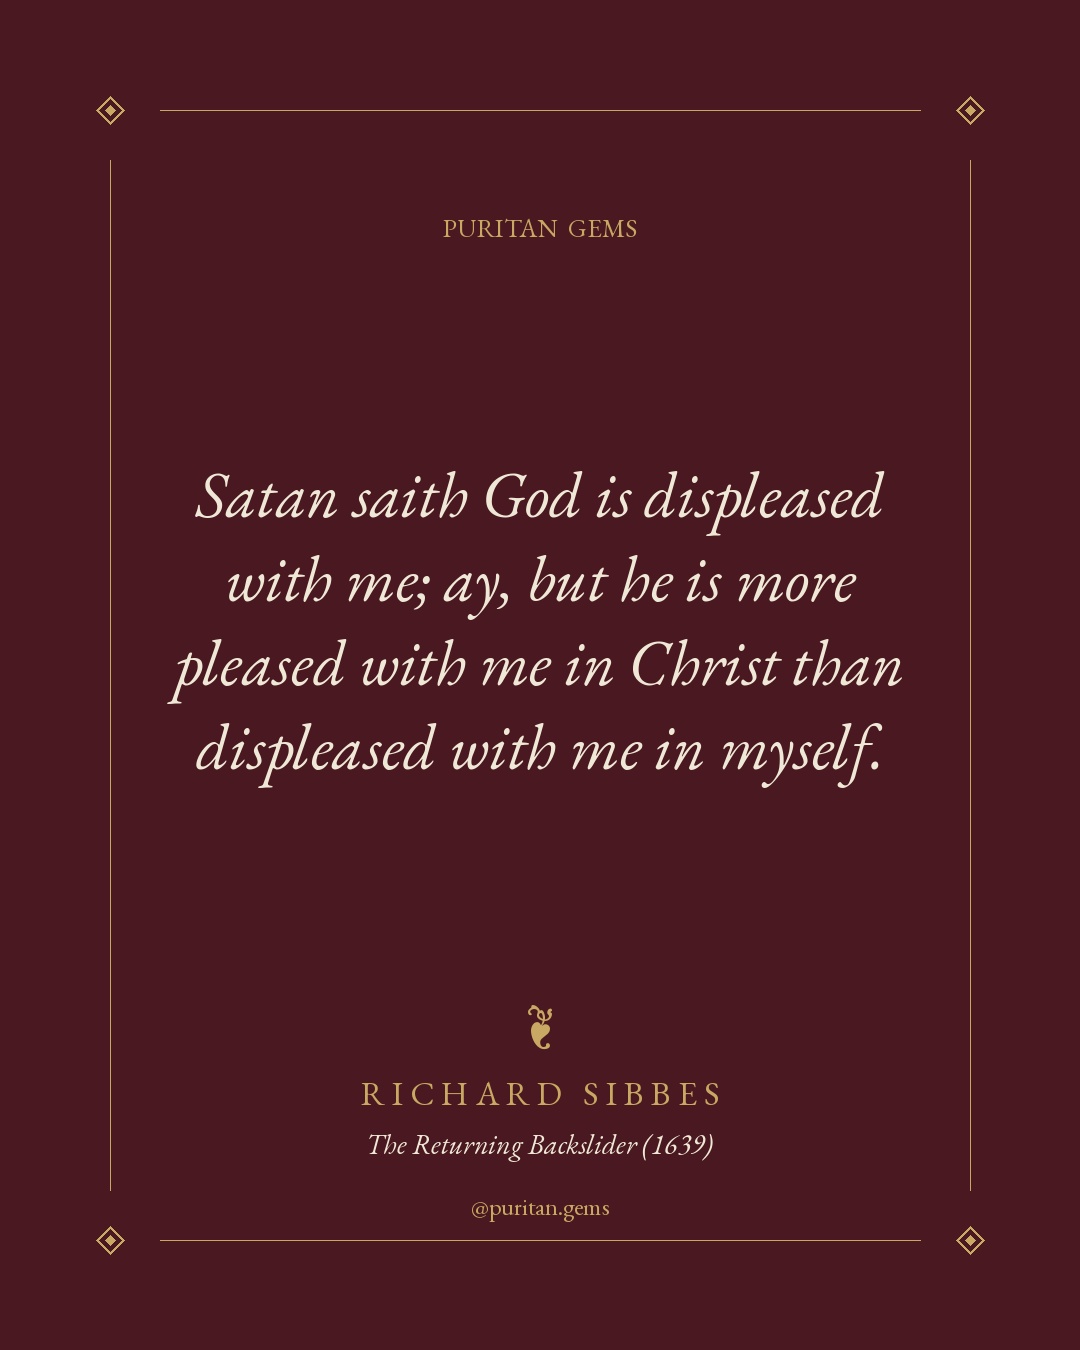 PURITAN GEMS
Satan saith God is displeased
with me; ay, but he is more
pleased with me in Christ than
displeased with me in myself.
RICHARD SIBBES
The Returning Backslider (1639)
@puritan.gems